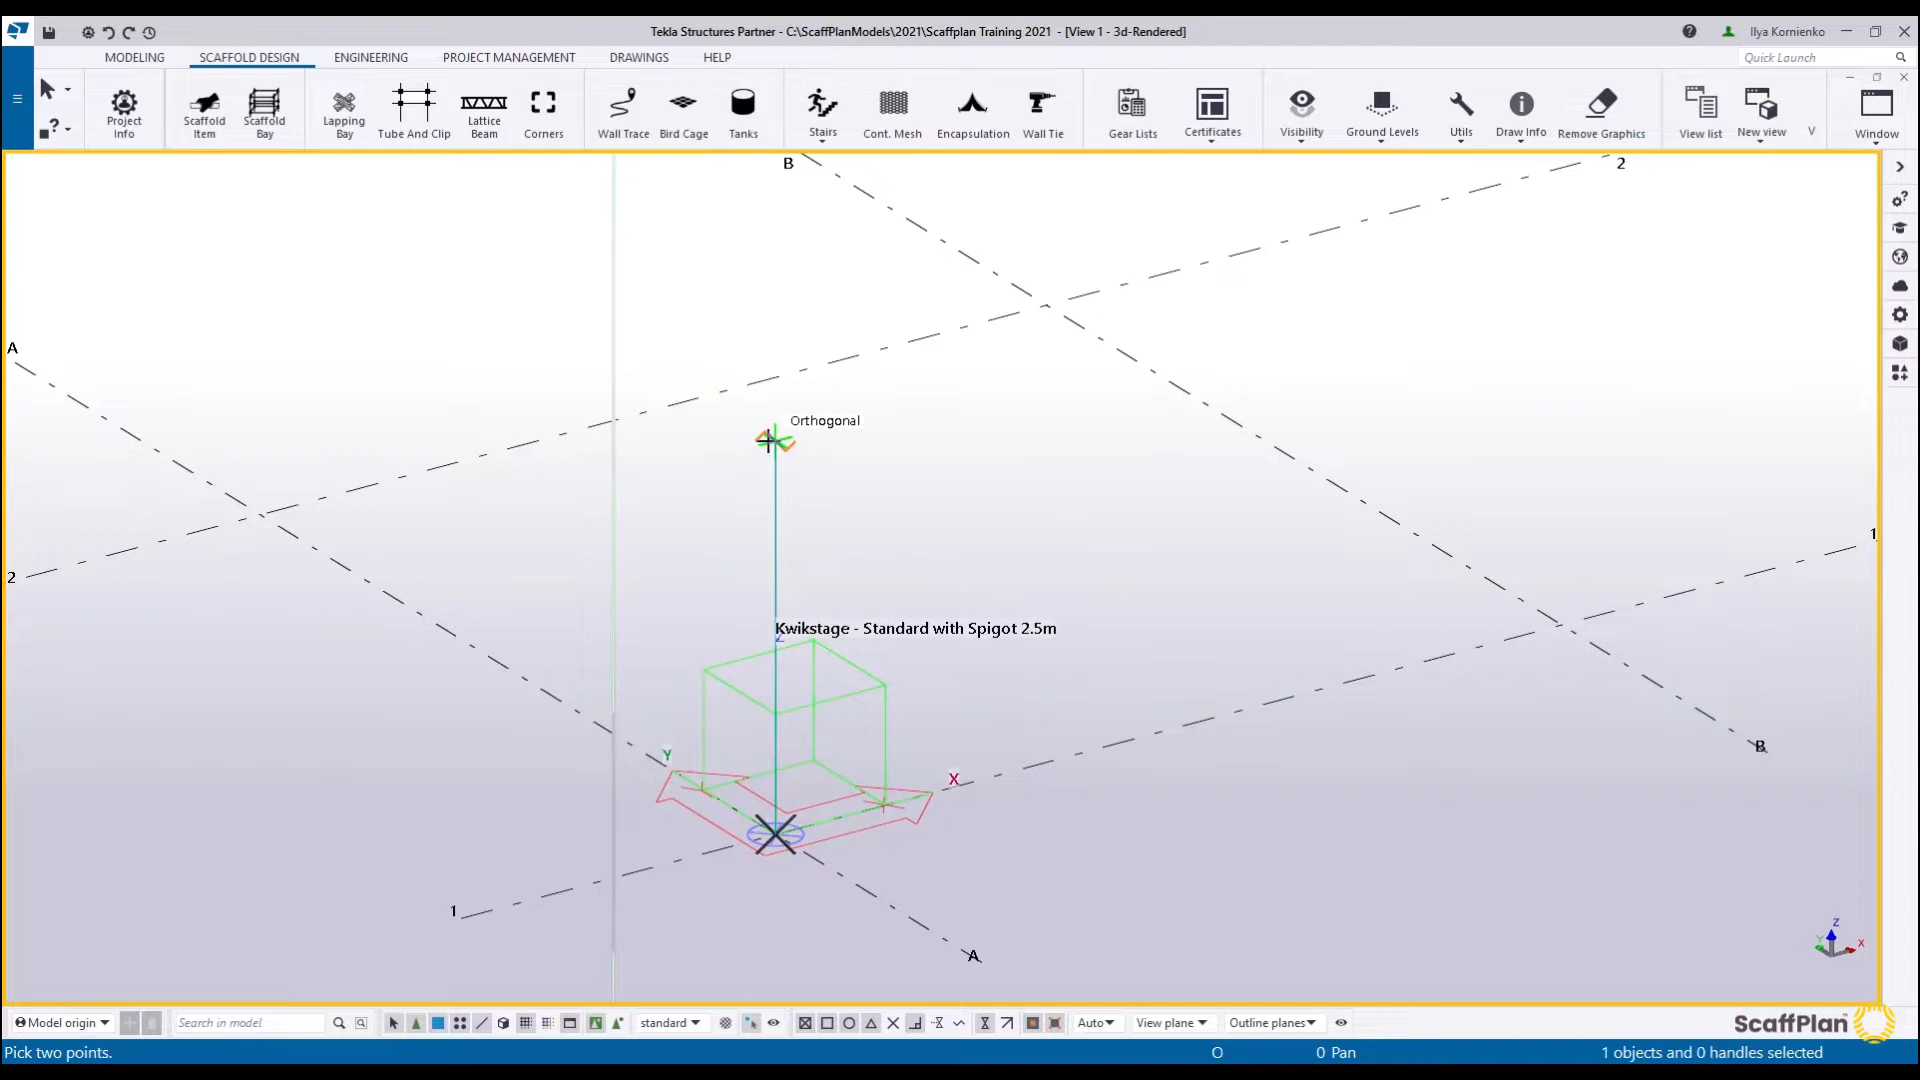 Tekla Structures Partner - C:\ScaffPlanModels\2021\Scaffplan Training 2021 - [View 1 - 3d-Rendered]
Ilya Kornienko
MODELING SCAFFOLD DESIGN ENGINEERING PROJECT MANAGEMENT DRAWINGS HELP
Quick Launch
Project Info
Scaffold Item
Scaffold Bay
Lapping Bay
Tube And Clip
Lattice Beam
Corners
Wall Trace
Bird Cage
Tanks
Stairs
Cont. Mesh
Encapsulation
Wall Tie
Gear Lists
Certificates
Visibility
Ground Levels
Utils
Draw Info
Remove Graphics
View list
New view
V
Window
B
2
A
Orthogonal
1
2
Kwikstage - Standard with Spigot 2.5m
Z
B
Y
X
1
A
Z
Y
X
Model origin
Search in model
standard
Auto
View plane
Outline planes
ScaffPlan
Pick two points.
O
0 Pan
1 objects and 0 handles selected